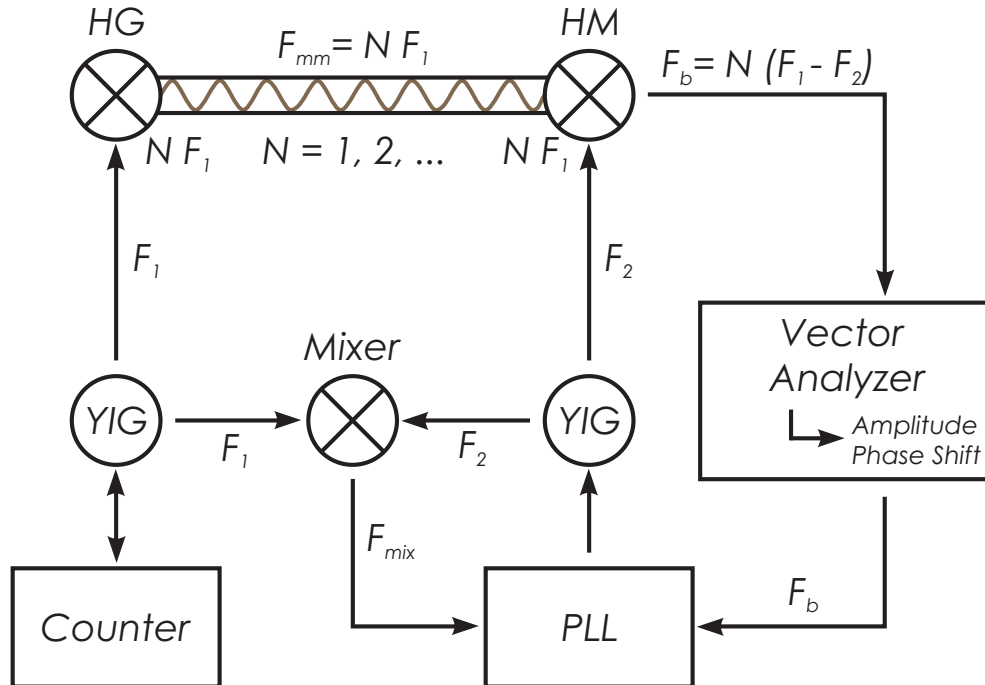 HG
HM
F_mm = N F_1
F_b = N (F_1 - F_2)
N F_1
N = 1, 2, ...
N F_1
F_1
F_2
Mixer
Vector
Analyzer
Amplitude
Phase Shift
YIG
YIG
F_1
F_2
F_mix
F_b
Counter
PLL